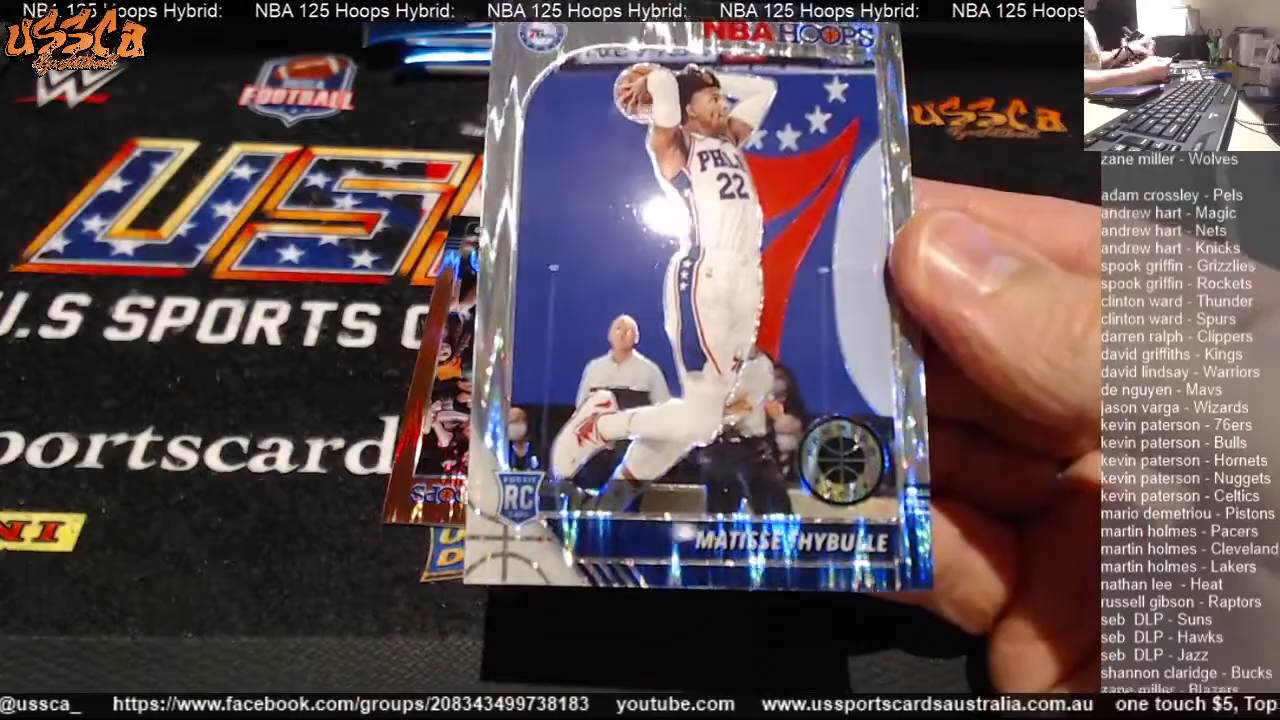 NBA 125 Hoops Hybrid: NBA 125 Hoops Hybrid: NBA 125 Hoops Hybrid: NBA 125 Hoops Hybrid: NBA 125 Hoops
ussca
FOOTBALL
US
U.S SPORTS C
portscard
NI
NBA HOOPS
PHILA
22
ROOKIE
RC
MATISSE THYBULLE
ussca
zane miller - Wolves
adam crossley - Pels
andrew hart - Magic
andrew hart - Nets
andrew hart - Knicks
spook griffin - Grizzlies
spook griffin - Rockets
clinton ward - Thunder
clinton ward - Spurs
darren ralph - Clippers
david griffiths - Kings
david lindsay - Warriors
de nguyen - Mavs
jason varga - Wizards
kevin paterson - 76ers
kevin paterson - Bulls
kevin paterson - Hornets
kevin paterson - Nuggets
kevin paterson - Celtics
mario demetriou - Pistons
martin holmes - Pacers
martin holmes - Cleveland
martin holmes - Lakers
nathan lee - Heat
russell gibson - Raptors
seb DLP - Suns
seb DLP - Hawks
seb DLP - Jazz
shannon claridge - Bucks
zane miller - Blazers
@ussca_ https://www.facebook.com/groups/208343499738183 youtube.com www.ussportscardsaustralia.com.au one touch $5, Top